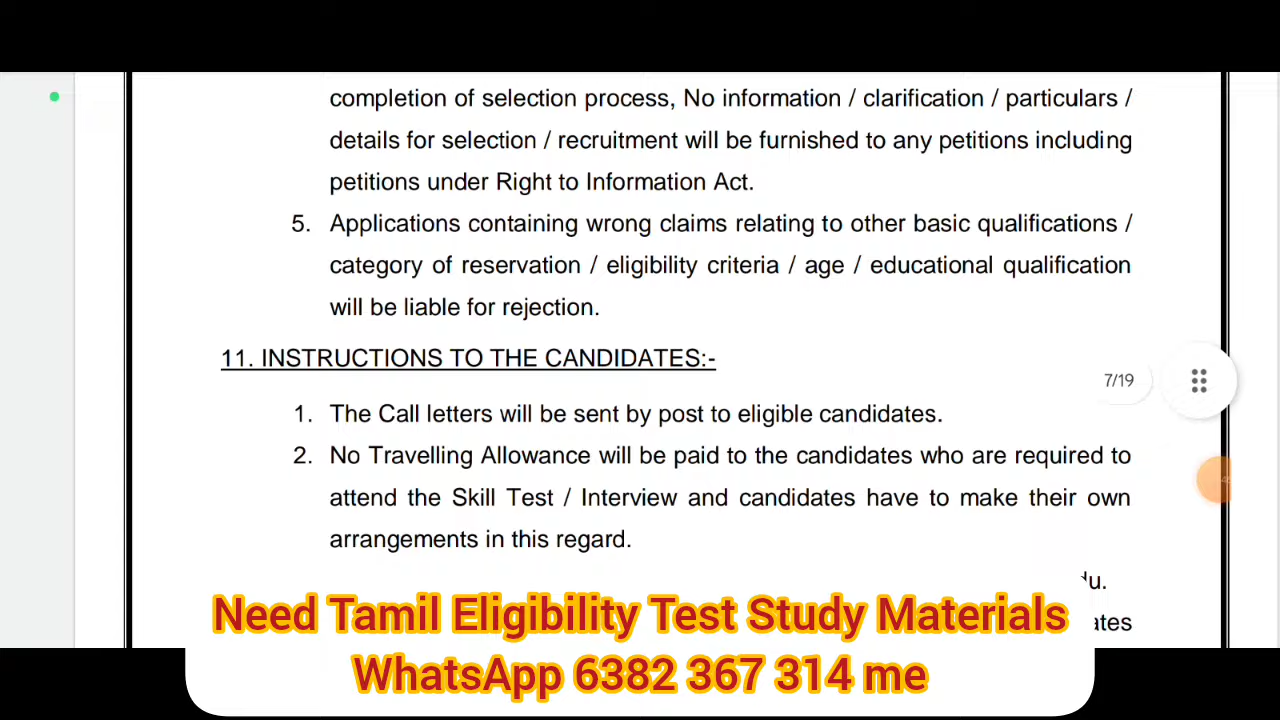 completion of selection process, No information / clarification / particulars /
details for selection / recruitment will be furnished to any petitions including
petitions under Right to Information Act.
5. Applications containing wrong claims relating to other basic qualifications /
category of reservation / eligibility criteria / age / educational qualification
will be liable for rejection.
11. INSTRUCTIONS TO THE CANDIDATES:-
7/19
1. The Call letters will be sent by post to eligible candidates.
2. No Travelling Allowance will be paid to the candidates who are required to
attend the Skill Test / Interview and candidates have to make their own
arrangements in this regard.
Need Tamil Eligibility Test Study Materials
WhatsApp 6382 367 314 me